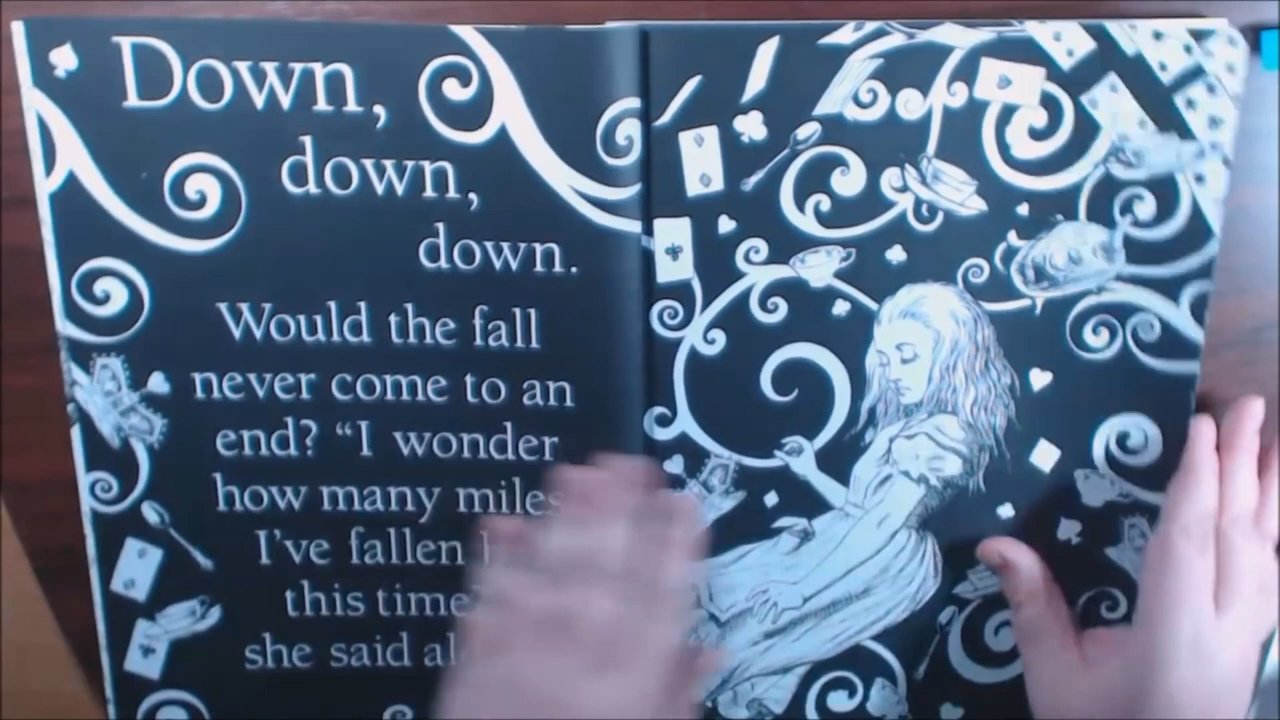 Down,
down,
down.
Would the fall
never come to an
end? “I wonder
how many miles
I’ve fallen
this time
she said